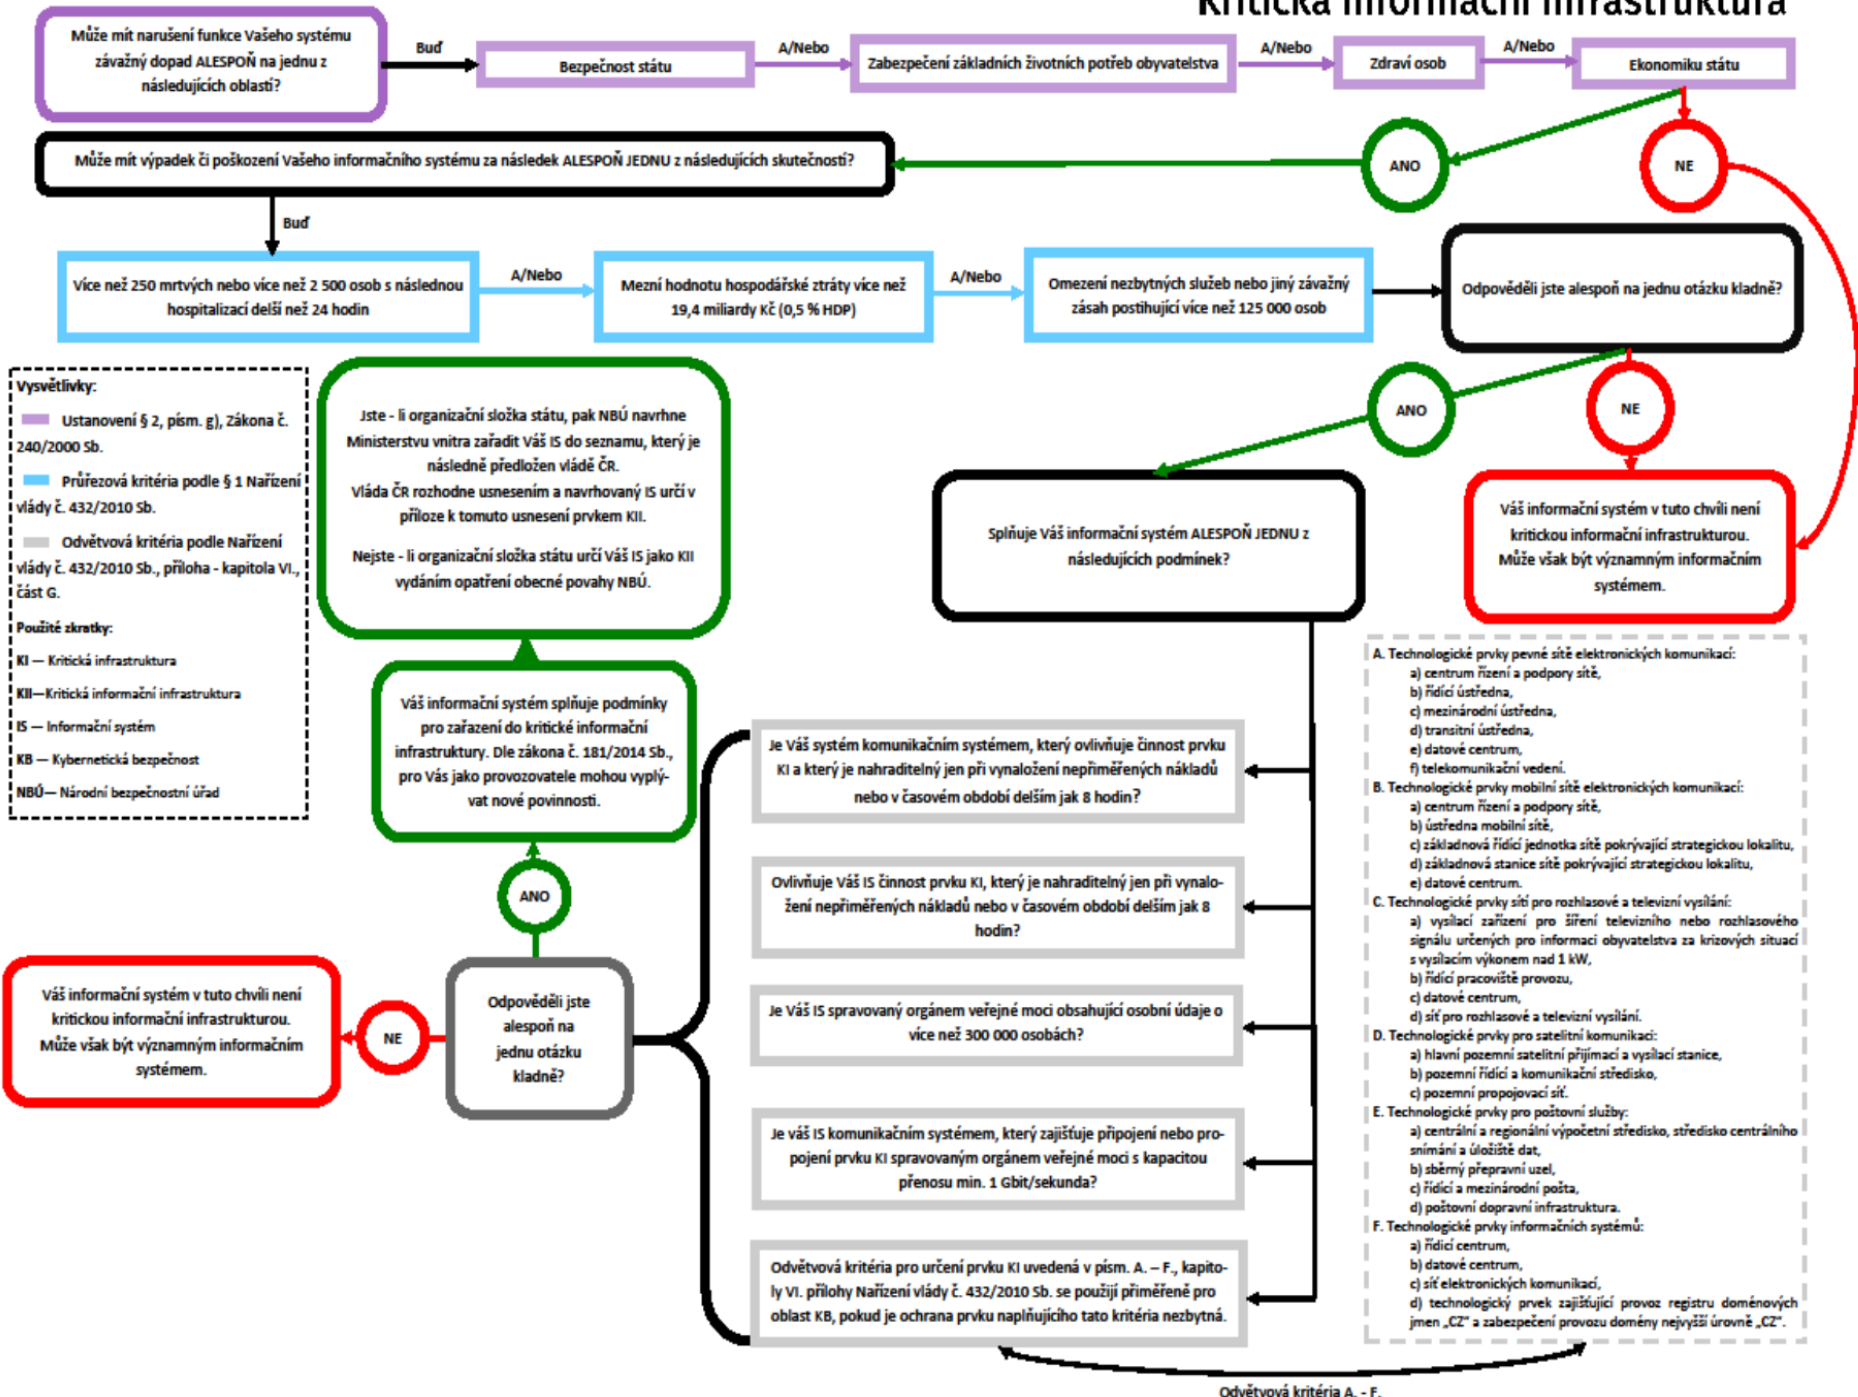 Kritická informační infrastruktura
Může mít narušení funkce Vašeho systému
závažný dopad ALESPOŇ na jednu z
následujících oblastí?
Buď
Bezpečnost státu
A/Nebo
Zabezpečení základních životních potřeb obyvatelstva
A/Nebo
Zdraví osob
A/Nebo
Ekonomiku státu
ANO
NE
Může mít výpadek či poškození Vašeho informačního systému za následek ALESPOŇ JEDNU z následujících skutečností?
Buď
Více než 250 mrtvých nebo více než 2 500 osob s následnou
hospitalizací delší než 24 hodin
A/Nebo
Mezní hodnotu hospodářské ztráty více než
19,4 miliardy Kč (0,5 % HDP)
A/Nebo
Omezení nezbytných služeb nebo jiný závažný
zásah postihující více než 125 000 osob
Odpověděli jste alespoň na jednu otázku kladně?
ANO
NE
Váš informační systém v tuto chvíli není
kritickou informační infrastrukturou.
Může však být významným informačním
systémem.
Splňuje Váš informační systém ALESPOŇ JEDNU z
následujících podmínek?
Vysvětlivky:
Ustanovení § 2, písm. g), Zákona č.
240/2000 Sb.
Průřezová kritéria podle § 1 Nařízení
vlády č. 432/2010 Sb.
Odvětvová kritéria podle Nařízení
vlády č. 432/2010 Sb., příloha - kapitola VI.,
část G.
Použité zkratky:
KI — Kritická infrastruktura
KII—Kritická informační infrastruktura
IS — Informační systém
KB — Kybernetická bezpečnost
NBÚ— Národní bezpečnostní úřad
Jste - li organizační složka státu, pak NBÚ navrhne
Ministerstvu vnitra zařadit Váš IS do seznamu, který je
následně předložen vládě ČR.
Vláda ČR rozhodne usnesením a navrhovaný IS určí v
příloze k tomuto usnesení prvkem KII.
Nejste - li organizační složka státu určí Váš IS jako KII
vydáním opatření obecné povahy NBÚ.
Váš informační systém splňuje podmínky
pro zařazení do kritické informační
infrastruktury. Dle zákona č. 181/2014 Sb.,
pro Vás jako provozovatele mohou vyplý-
vat nové povinnosti.
ANO
Odpověděli jste
alespoň na
jednu otázku
kladně?
NE
Váš informační systém v tuto chvíli není
kritickou informační infrastrukturou.
Může však být významným informačním
systémem.
Je Váš systém komunikačním systémem, který ovlivňuje činnost prvku
KI a který je nahraditelný jen při vynaložení nepřiměřených nákladů
nebo v časovém období delším jak 8 hodin?
Ovlivňuje Váš IS činnost prvku KI, který je nahraditelný jen při vynalo-
žení nepřiměřených nákladů nebo v časovém období delším jak 8
hodin?
Je Váš IS spravovaný orgánem veřejné moci obsahující osobní údaje o
více než 300 000 osobách?
Je váš IS komunikačním systémem, který zajišťuje připojení nebo pro-
pojení prvku KI spravovaným orgánem veřejné moci s kapacitou
přenosu min. 1 Gbit/sekunda?
Odvětvová kritéria pro určení prvku KI uvedená v písm. A. – F., kapito-
ly VI. přílohy Nařízení vlády č. 432/2010 Sb. se použijí přiměřeně pro
oblast KB, pokud je ochrana prvku naplňujícího tato kritéria nezbytná.
A. Technologické prvky pevné sítě elektronických komunikací:
a) centrum řízení a podpory sítě,
b) řídící ústředna,
c) mezinárodní ústředna,
d) transitní ústředna,
e) datové centrum,
f) telekomunikační vedení.
B. Technologické prvky mobilní sítě elektronických komunikací:
a) centrum řízení a podpory sítě,
b) ústředna mobilní sítě,
c) základnová řídící jednotka sítě pokrývající strategickou lokalitu,
d) základnová stanice sítě pokrývající strategickou lokalitu,
e) datové centrum.
C. Technologické prvky sítí pro rozhlasové a televizní vysílání:
a) vysílací zařízení pro šíření televizního nebo rozhlasového
signálu určených pro informaci obyvatelstva za krizových situací
s vysílacím výkonem nad 1 kW,
b) řídící pracoviště provozu,
c) datové centrum,
d) síť pro rozhlasové a televizní vysílání.
D. Technologické prvky pro satelitní komunikaci:
a) hlavní pozemní satelitní přijímací a vysílací stanice,
b) pozemní řídící a komunikační středisko,
c) pozemní propojovací síť.
E. Technologické prvky pro poštovní služby:
a) centrální a regionální výpočetní středisko, středisko centrálního
snímání a úložiště dat,
b) sběrný přepravní uzel,
c) řídící a mezinárodní pošta,
d) poštovní dopravní infrastruktura.
F. Technologické prvky informačních systémů:
a) řídicí centrum,
b) datové centrum,
c) síť elektronických komunikací,
d) technologický prvek zajišťující provoz registru doménových
jmen „CZ" a zabezpečení provozu domény nejvyšší úrovně „CZ".
Odvětvová kritéria A. - F.